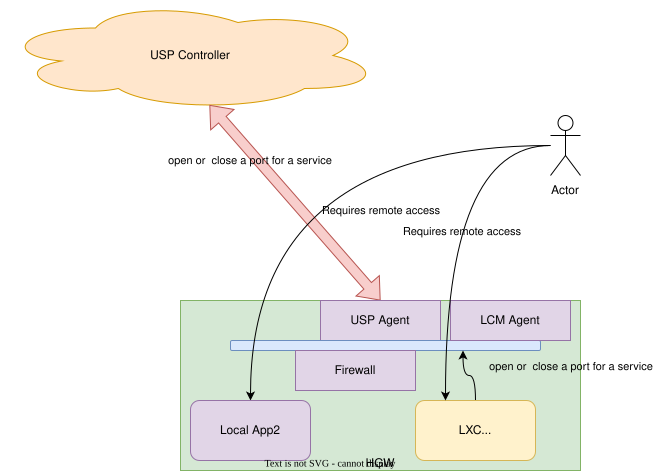 USP Controller
open or close a port for a service
Actor
Requires remote access
Requires remote access
USP Agent
LCM Agent
Firewall
open or close a port for a service
Local App2
LXC...
HGW
Text is not SVG - cannot display